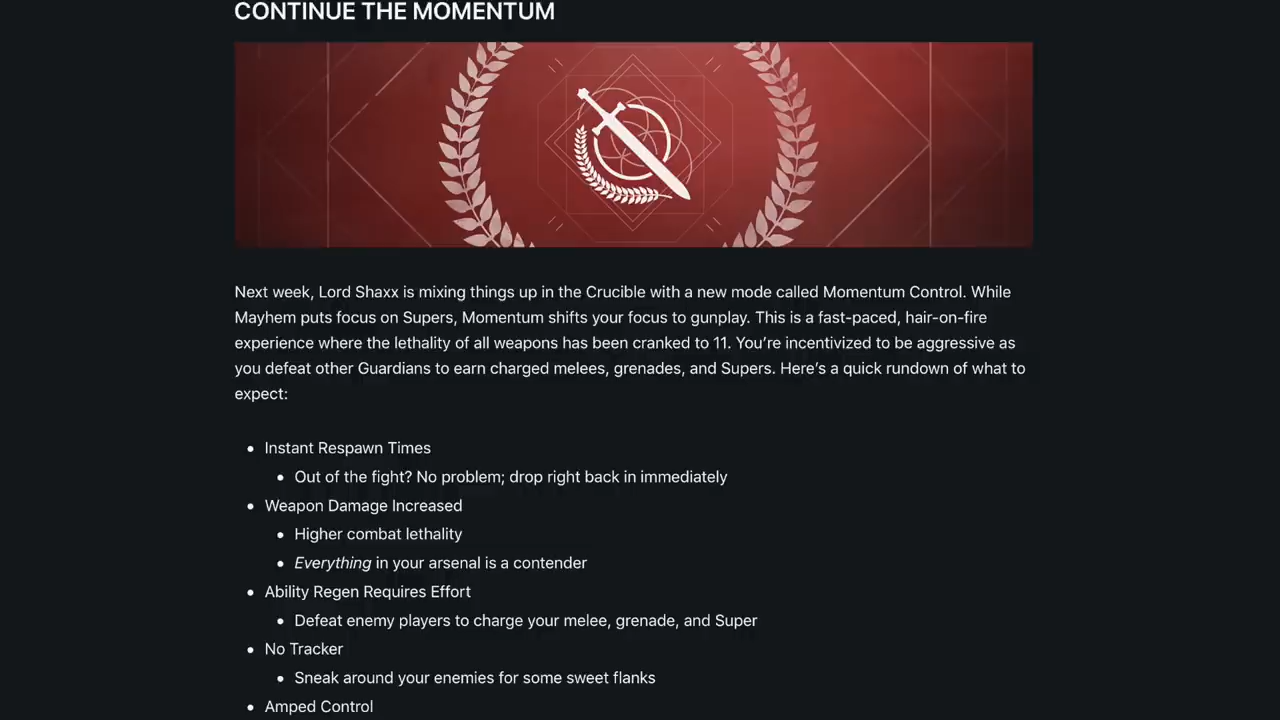 CONTINUE THE MOMENTUM
Next week, Lord Shaxx is mixing things up in the Crucible with a new mode called Momentum Control. While
Mayhem puts focus on Supers, Momentum shifts your focus to gunplay. This is a fast-paced, hair-on-fire
experience where the lethality of all weapons has been cranked to 11. You’re incentivized to be aggressive as
you defeat other Guardians to earn charged melees, grenades, and Supers. Here’s a quick rundown of what to
expect:
• Instant Respawn Times
• Out of the fight? No problem; drop right back in immediately
• Weapon Damage Increased
• Higher combat lethality
• Everything in your arsenal is a contender
• Ability Regen Requires Effort
• Defeat enemy players to charge your melee, grenade, and Super
• No Tracker
• Sneak around your enemies for some sweet flanks
• Amped Control